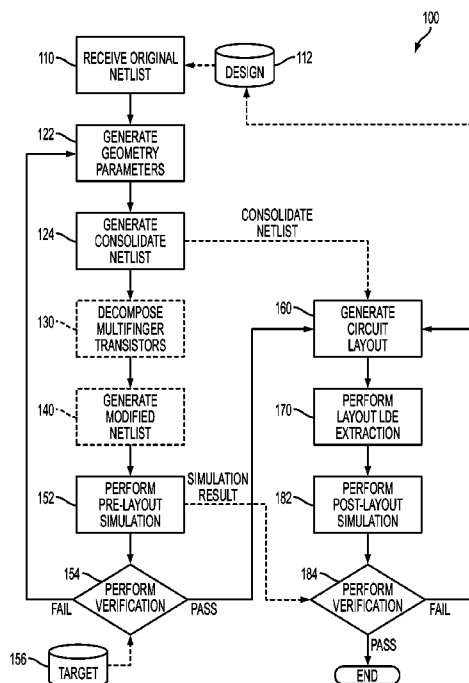 100
110
RECEIVE ORIGINAL
NETLIST
DESIGN
112
122
GENERATE
GEOMETRY
PARAMETERS
124
GENERATE
CONSOLIDATE
NETLIST
CONSOLIDATE
NETLIST
130
DECOMPOSE
MULTIFINGER
TRANSISTORS
160
GENERATE
CIRCUIT
LAYOUT
140
GENERATE
MODIFIED
NETLIST
170
PERFORM
LAYOUT LDE
EXTRACTION
152
PERFORM
PRE-LAYOUT
SIMULATION
SIMULATION
RESULT
182
PERFORM
POST-LAYOUT
SIMULATION
154
PERFORM
VERIFICATION
FAIL
PASS
184
PERFORM
VERIFICATION
FAIL
PASS
156
TARGET
END